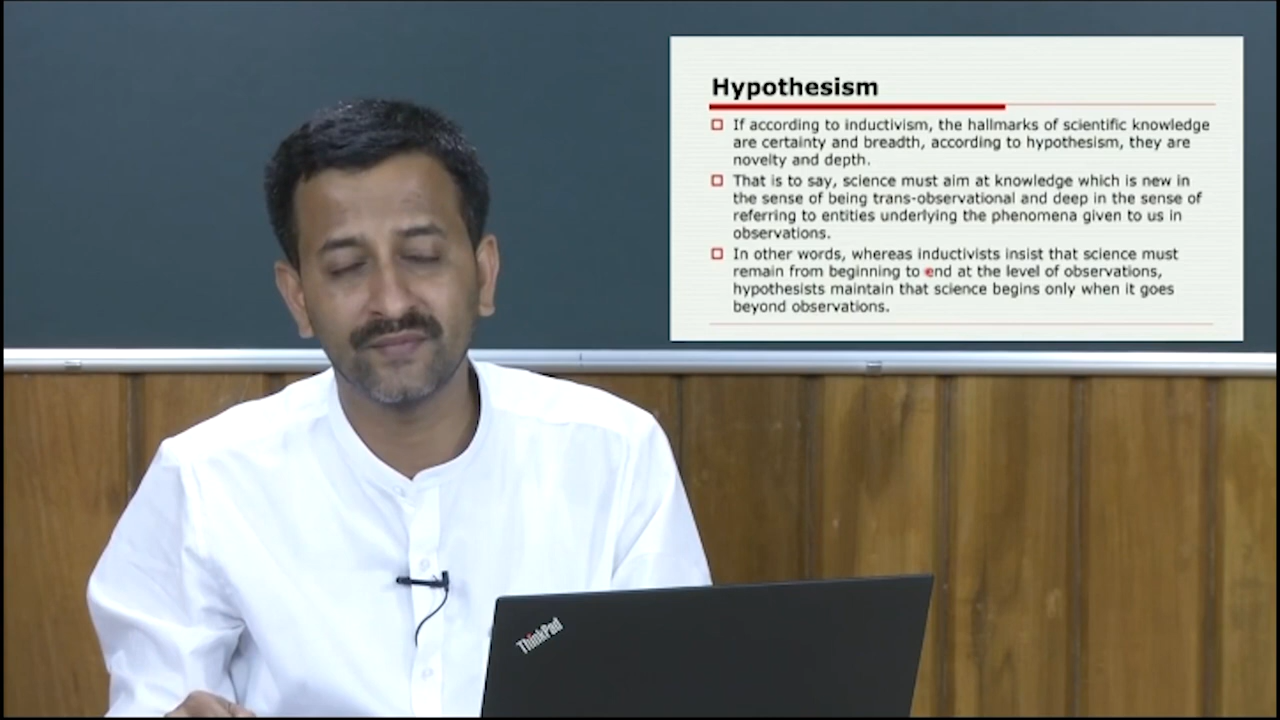 Hypothesism
If according to inductivism, the hallmarks of scientific knowledge
are certainty and breadth, according to hypothesism, they are
novelty and depth.
That is to say, science must aim at knowledge which is new in
the sense of being trans-observational and deep in the sense of
referring to entities underlying the phenomena given to us in
observations.
In other words, whereas inductivists insist that science must
remain from beginning to end at the level of observations,
hypothesists maintain that science begins only when it goes
beyond observations.
ThinkPad